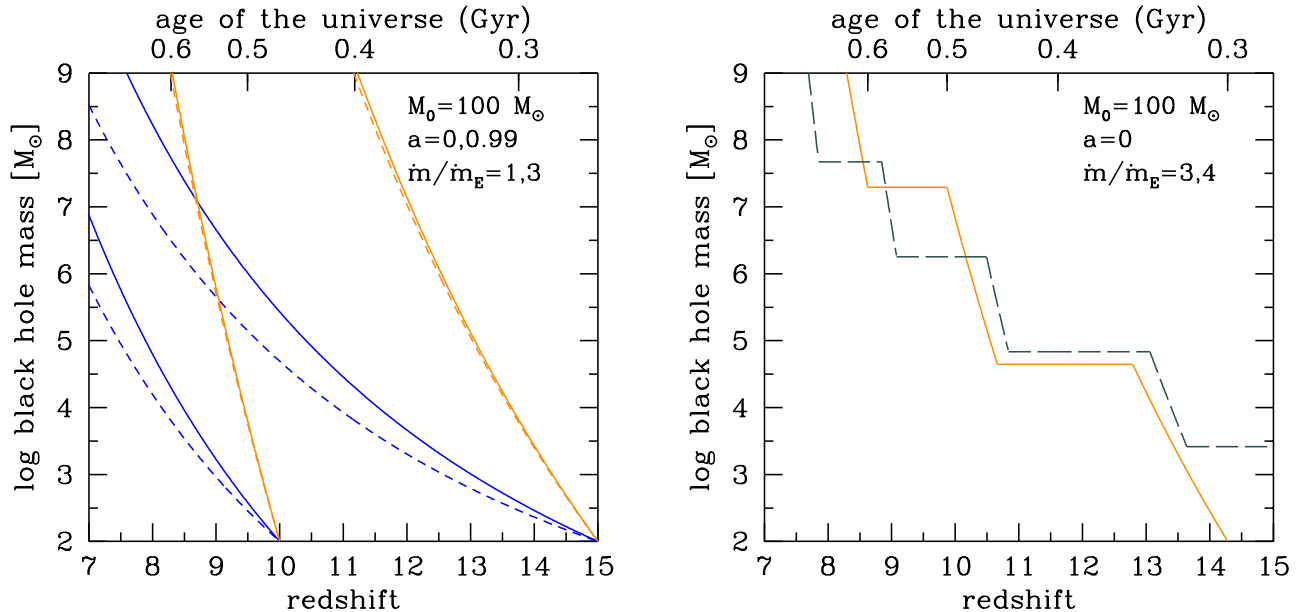 age of the universe (Gyr)
0.6 0.5 0.4 0.3
9
8
7
6
5
4
3
2
log black hole mass [M☉]
M₀=100 M☉
a=0,0.99
ṁ/ṁ_E=1,3
7 8 9 10 11 12 13 14 15
redshift
age of the universe (Gyr)
0.6 0.5 0.4 0.3
9
8
7
6
5
4
3
2
log black hole mass [M☉]
M₀=100 M☉
a=0
ṁ/ṁ_E=3,4
7 8 9 10 11 12 13 14 15
redshift